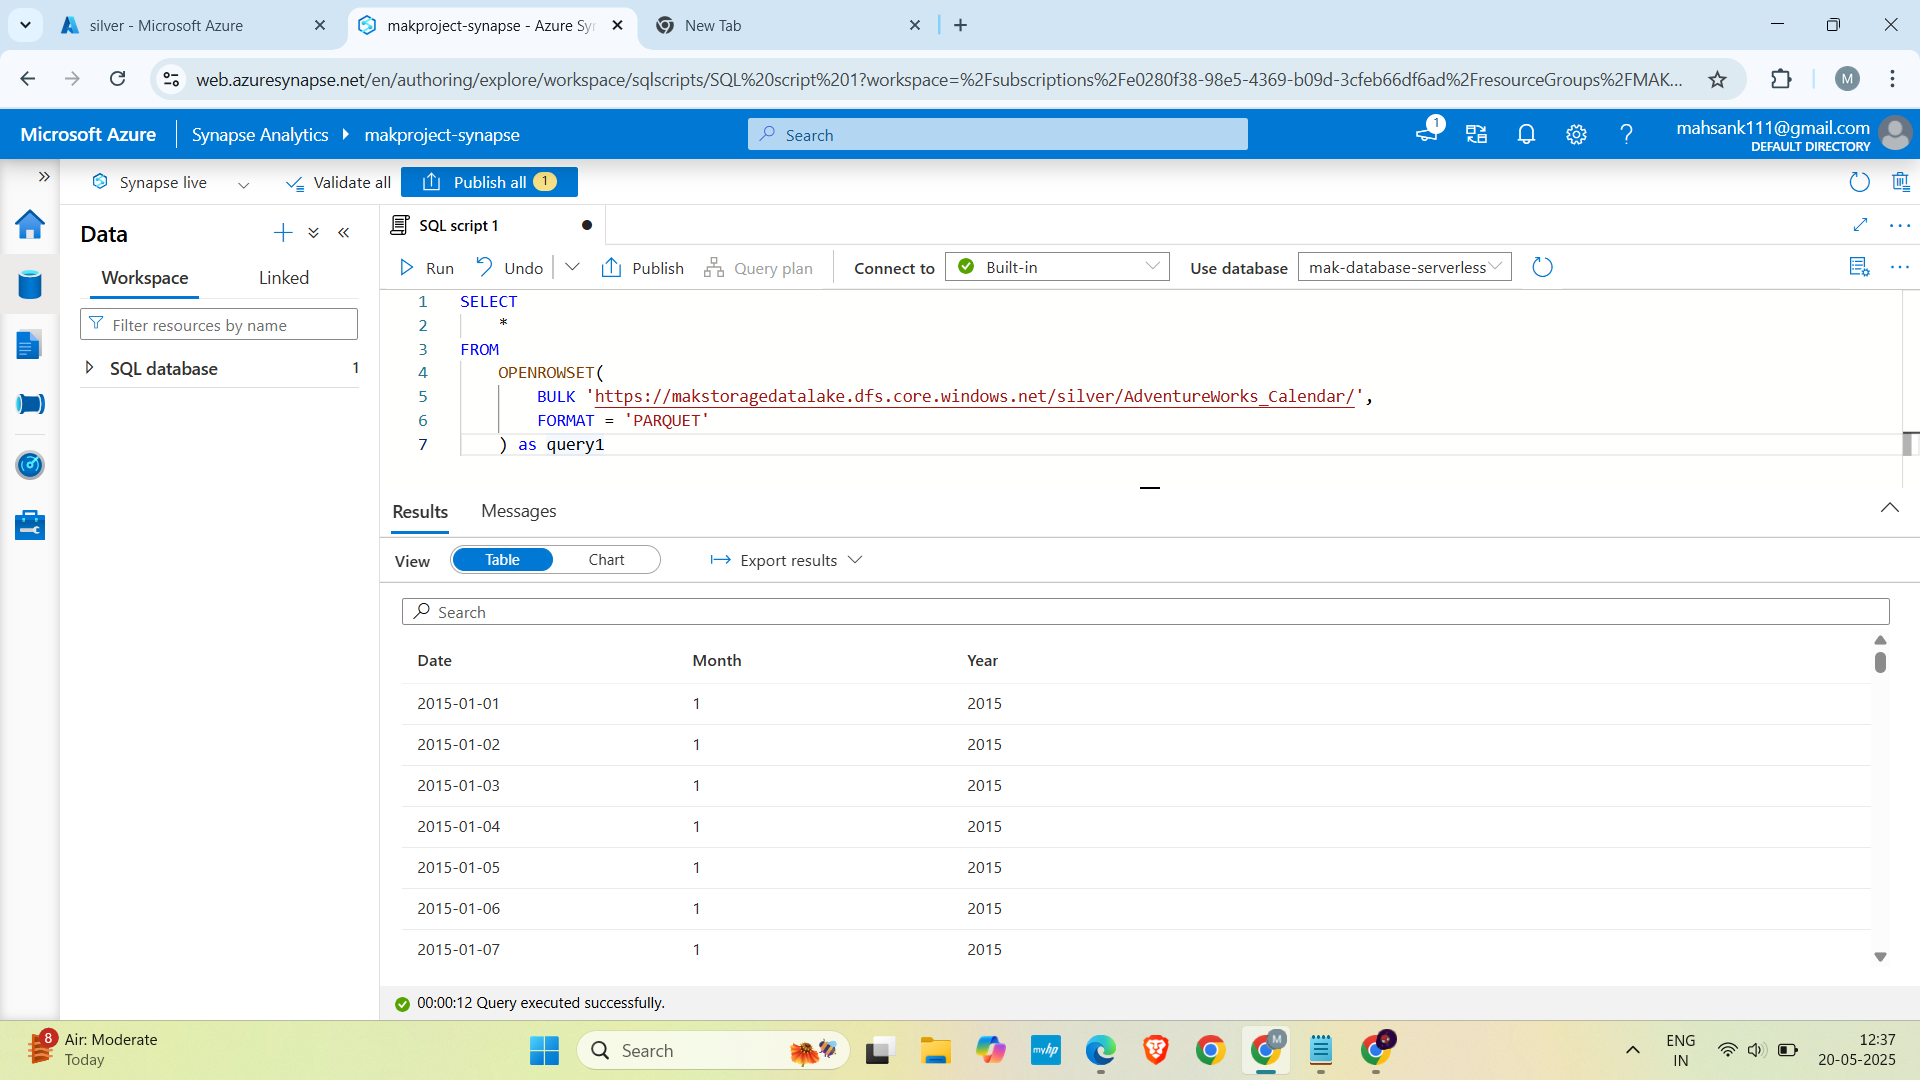 silver - Microsoft Azure
makproject-synapse - Azure Syr
New Tab
web.azuresynapse.net/en/authoring/explore/workspace/sqlscripts/SQL%20script%201?workspace=%2Fsubscriptions%2Fe0280f38-98e5-4369-b09d-3cfeb66df6ad%2FresourceGroups%2FMAK...
M
Microsoft Azure
Synapse Analytics
makproject-synapse
Search
1
mahsank111@gmail.com
DEFAULT DIRECTORY
Synapse live
Validate all
Publish all 1
Data
Workspace
Linked
Filter resources by name
SQL database 1
SQL script 1
Run
Undo
Publish
Query plan
Connect to
Built-in
Use database
mak-database-serverless
1 SELECT
2 *
3 FROM
4 OPENROWSET(
5 BULK 'https://makstoragedatalake.dfs.core.windows.net/silver/AdventureWorks_Calendar/',
6 FORMAT = 'PARQUET'
7 ) as query1
Results
Messages
View
Table
Chart
Export results
Search
Date Month Year
2015-01-01 1 2015
2015-01-02 1 2015
2015-01-03 1 2015
2015-01-04 1 2015
2015-01-05 1 2015
2015-01-06 1 2015
2015-01-07 1 2015
00:00:12 Query executed successfully.
8
Air: Moderate
Today
Search
myhp
M
ENG
IN
12:37
20-05-2025